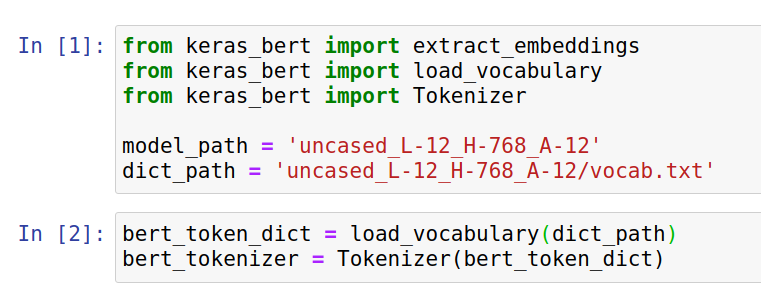 In [1]: from keras_bert import extract_embeddings
from keras_bert import load_vocabulary
from keras_bert import Tokenizer
model_path = 'uncased_L-12_H-768_A-12'
dict_path = 'uncased_L-12_H-768_A-12/vocab.txt'
In [2]: bert_token_dict = load_vocabulary(dict_path)
bert_tokenizer = Tokenizer(bert_token_dict)